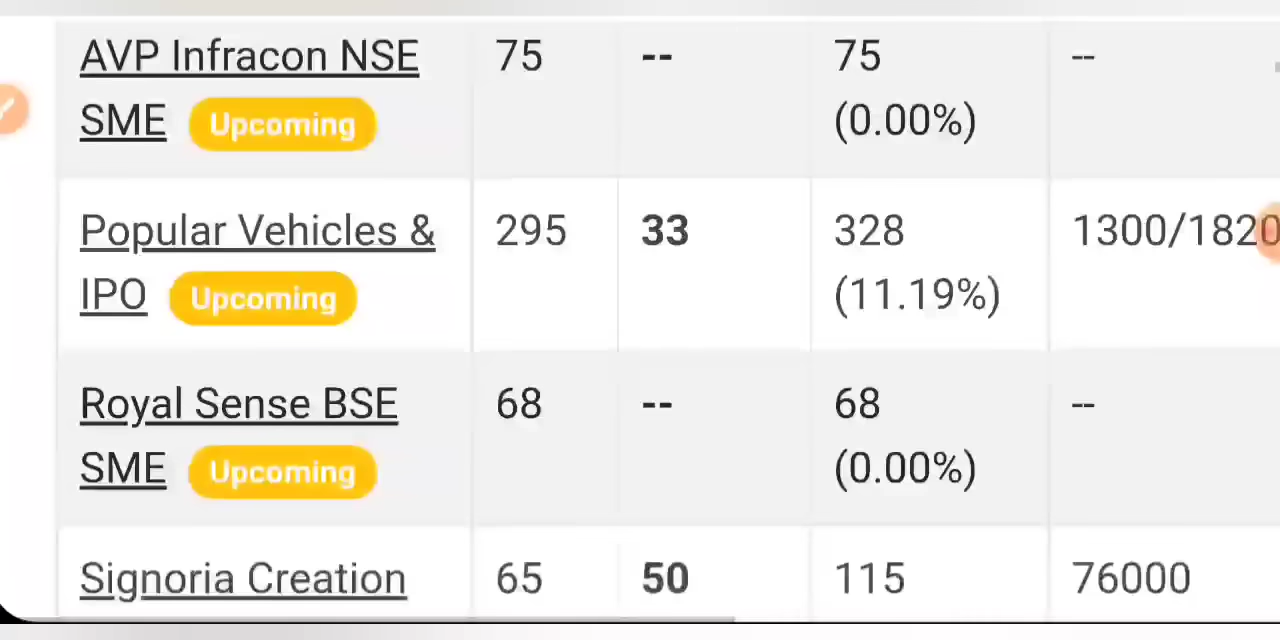 AVP Infracon NSE 75 -- 75 --
SME Upcoming (0.00%)
Popular Vehicles & 295 33 328 1300/1820
IPO Upcoming (11.19%)
Royal Sense BSE 68 -- 68 --
SME Upcoming (0.00%)
Signoria Creation 65 50 115 76000